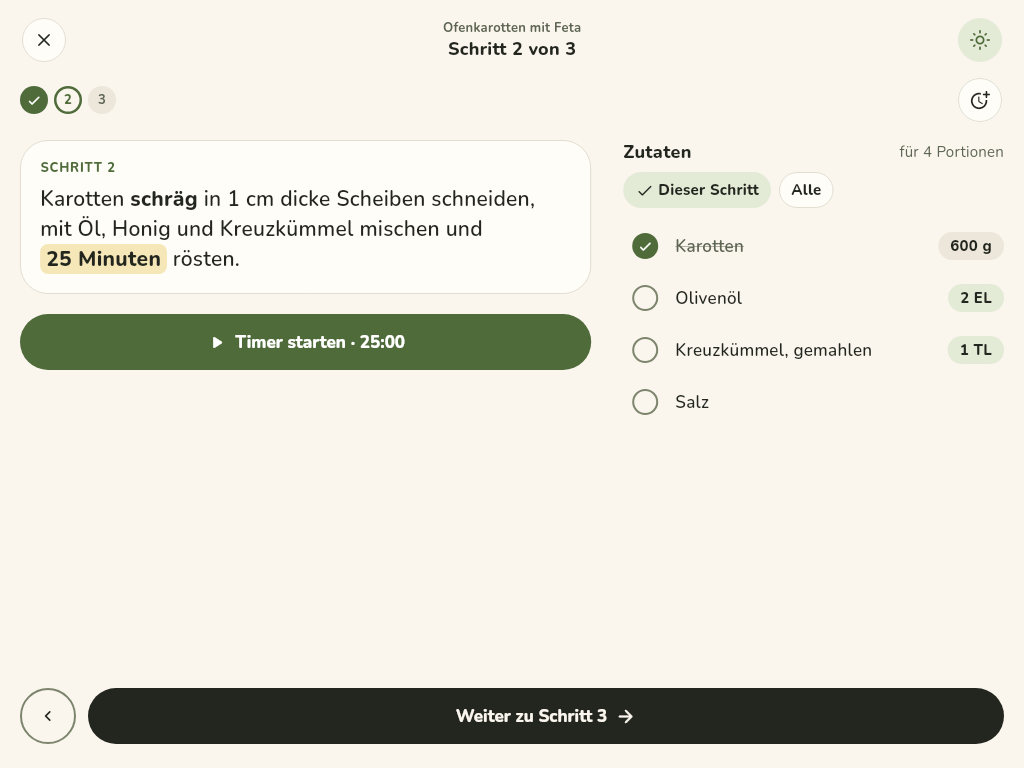 Ofenkarotten mit Feta
Schritt 2 von 3
2
3
SCHRITT 2
Karotten schräg in 1 cm dicke Scheiben schneiden,
mit Öl, Honig und Kreuzkümmel mischen und
25 Minuten rösten.
Timer starten · 25:00
Zutaten
für 4 Portionen
Dieser Schritt
Alle
Karotten
600 g
Olivenöl
2 EL
Kreuzkümmel, gemahlen
1 TL
Salz
Weiter zu Schritt 3